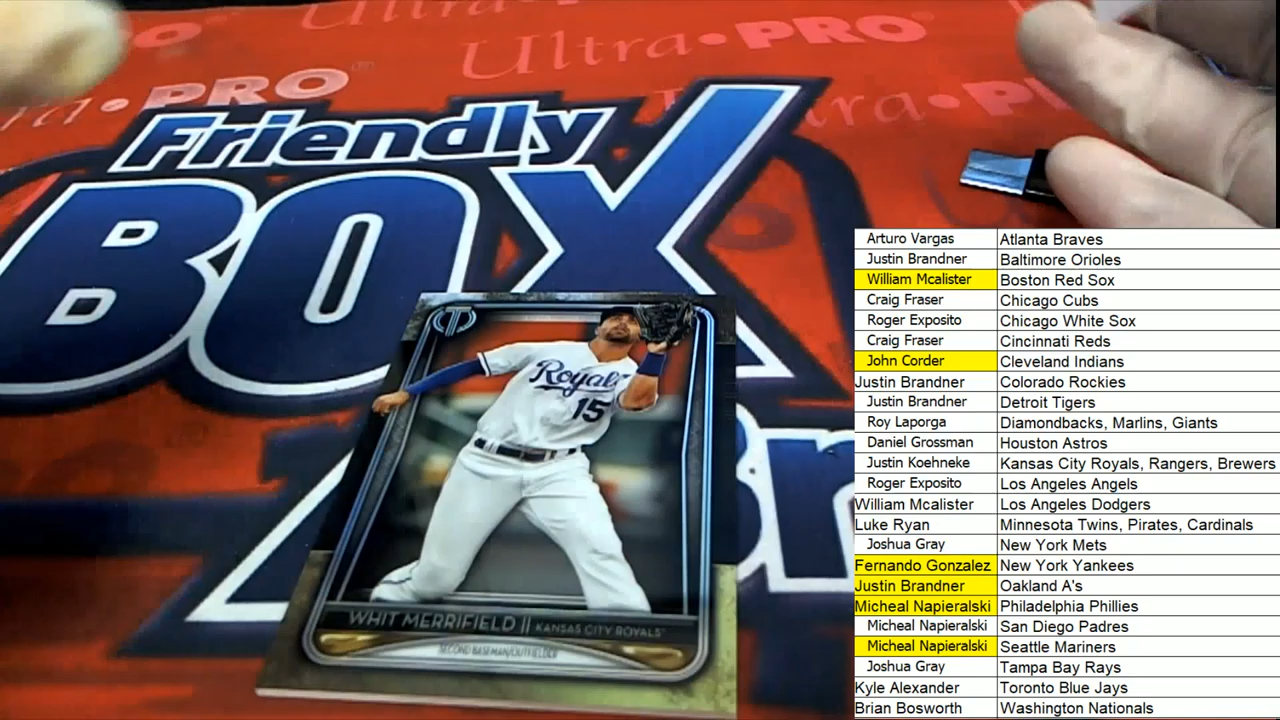 Ultra•PRO
PRO
Friendly
BOX
Royals
15
WHIT MERRIFIELD || KANSAS CITY ROYALS
SECOND BASEMAN/OUTFIELDER
Arturo Vargas Atlanta Braves
Justin Brandner Baltimore Orioles
William Mcalister Boston Red Sox
Craig Fraser Chicago Cubs
Roger Exposito Chicago White Sox
Craig Fraser Cincinnati Reds
John Corder Cleveland Indians
Justin Brandner Colorado Rockies
Justin Brandner Detroit Tigers
Roy Laporga Diamondbacks, Marlins, Giants
Daniel Grossman Houston Astros
Justin Koehneke Kansas City Royals, Rangers, Brewers
Roger Exposito Los Angeles Angels
William Mcalister Los Angeles Dodgers
Luke Ryan Minnesota Twins, Pirates, Cardinals
Joshua Gray New York Mets
Fernando Gonzalez New York Yankees
Justin Brandner Oakland A's
Micheal Napieralski Philadelphia Phillies
Micheal Napieralski San Diego Padres
Micheal Napieralski Seattle Mariners
Joshua Gray Tampa Bay Rays
Kyle Alexander Toronto Blue Jays
Brian Bosworth Washington Nationals